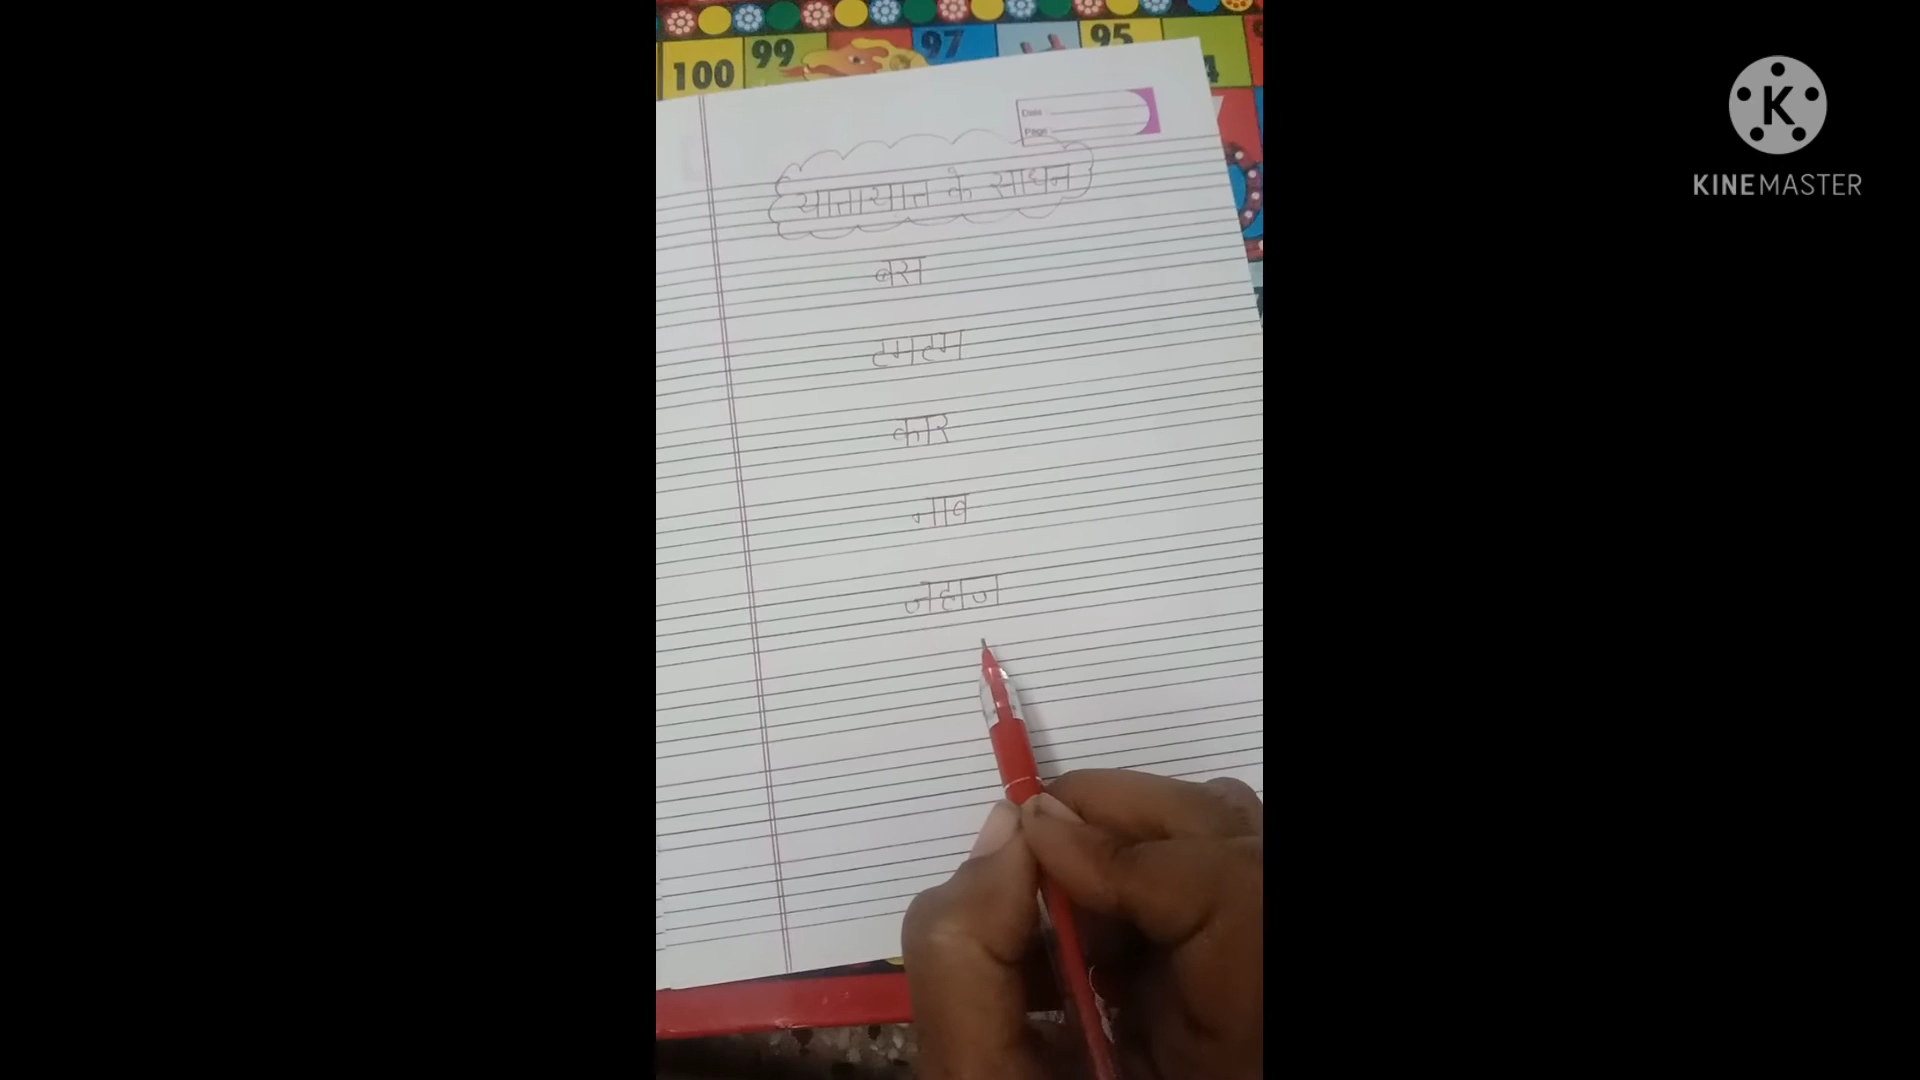 100 99 97 95
Date :
Page :
यातायात के साधन
बस
टमटम
कार
नाव
जहाज
K
KINEMASTER